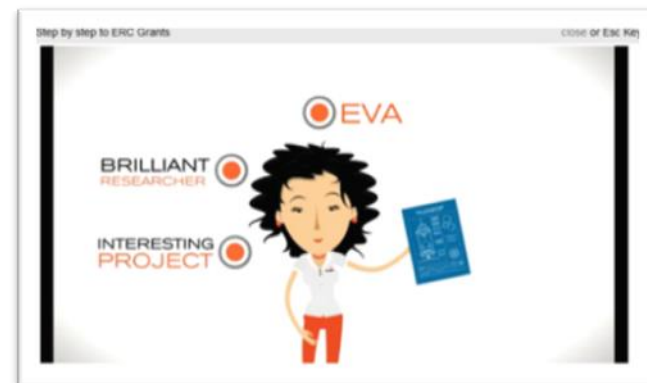 Step by step to ERC Grants
close or Esc Key
EVA
BRILLIANT
RESEARCHER
INTERESTING
PROJECT